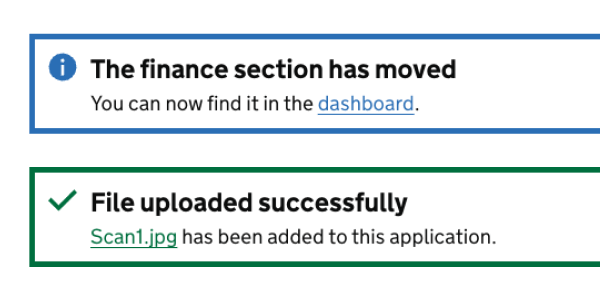 The finance section has moved
You can now find it in the dashboard.
File uploaded successfully
Scan1.jpg has been added to this application.